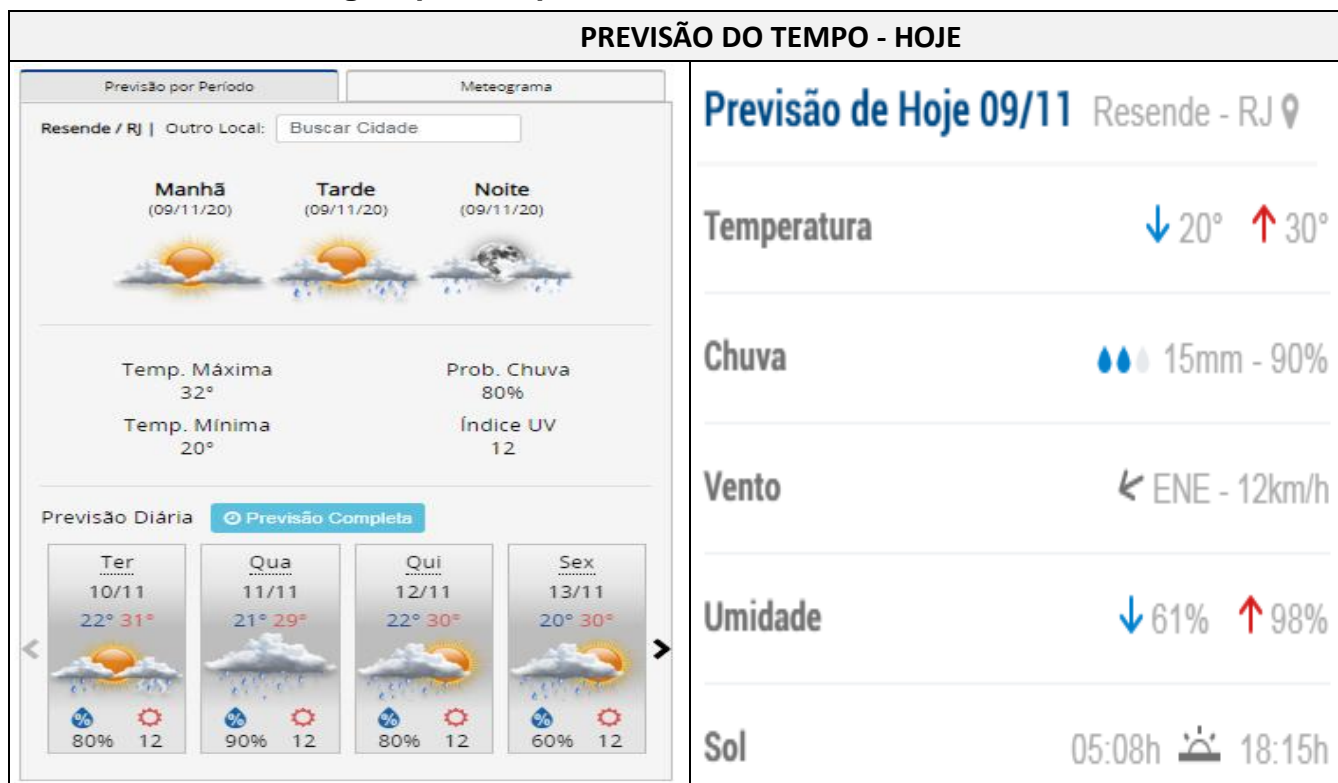 PREVISÃO DO TEMPO - HOJE
Previsão por Período Meteograma
Resende / RJ | Outro Local: Buscar Cidade
Manhã Tarde Noite
(09/11/20) (09/11/20) (09/11/20)
Temp. Máxima Prob. Chuva
32° 80%
Temp. Mínima Índice UV
20° 12
Previsão Diária Previsão Completa
Ter Qua Qui Sex
10/11 11/11 12/11 13/11
22° 31° 21° 29° 22° 30° 20° 30°
% % % %
80% 12 90% 12 80% 12 60% 12
Previsão de Hoje 09/11 Resende - RJ
Temperatura 20° 30°
Chuva 15mm - 90%
Vento ENE - 12km/h
Umidade 61% 98%
Sol 05:08h 18:15h